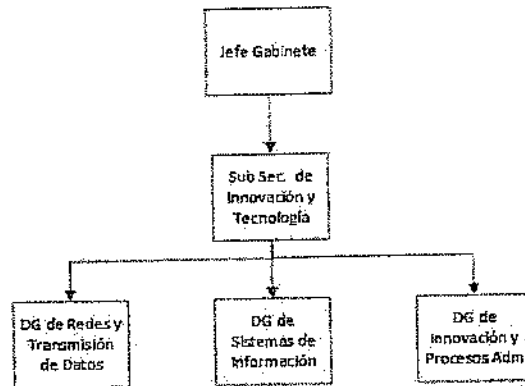 Jefe Gabinete
Sub Sec. de
Innovación y
Tecnología
DG de Redes y
Transmisión
de Datos
DG de
Sistemas de
Información
DG de
Innovación y
Procesos Adm